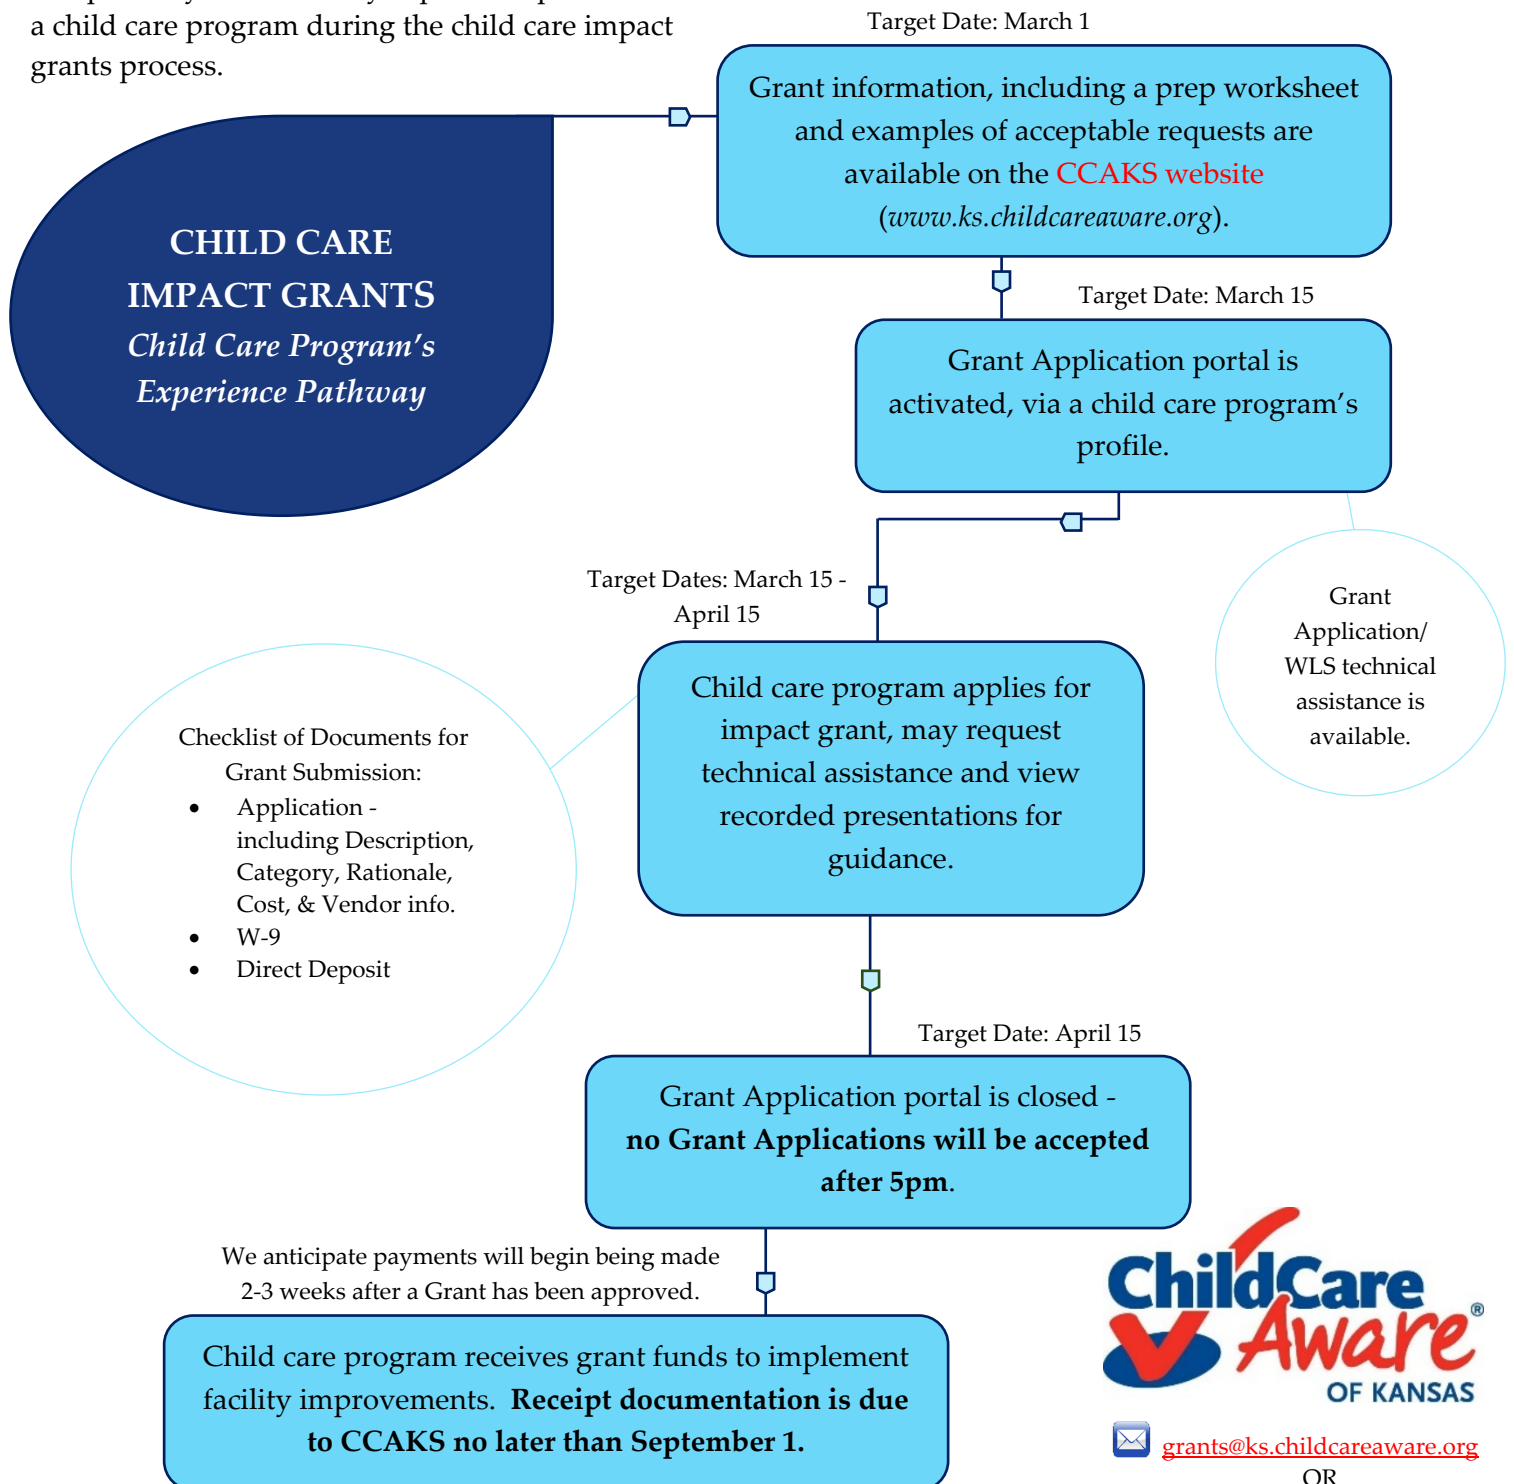 a child care program during the child care impact
grants process.
Target Date: March 1
Grant information, including a prep worksheet
and examples of acceptable requests are
available on the CCAKS website
(www.ks.childcareaware.org).
CHILD CARE
IMPACT GRANTS
Child Care Program's
Experience Pathway
Target Date: March 15
Grant Application portal is
activated, via a child care program's
profile.
Grant
Application/
WLS technical
assistance is
available.
Target Dates: March 15 -
April 15
Child care program applies for
impact grant, may request
technical assistance and view
recorded presentations for
guidance.
Checklist of Documents for
Grant Submission:
• Application -
including Description,
Category, Rationale,
Cost, & Vendor info.
• W-9
• Direct Deposit
Target Date: April 15
Grant Application portal is closed -
no Grant Applications will be accepted
after 5pm.
We anticipate payments will begin being made
2-3 weeks after a Grant has been approved.
Child care program receives grant funds to implement
facility improvements. Receipt documentation is due
to CCAKS no later than September 1.
ChildCare
Aware®
OF KANSAS
grants@ks.childcareaware.org
OR